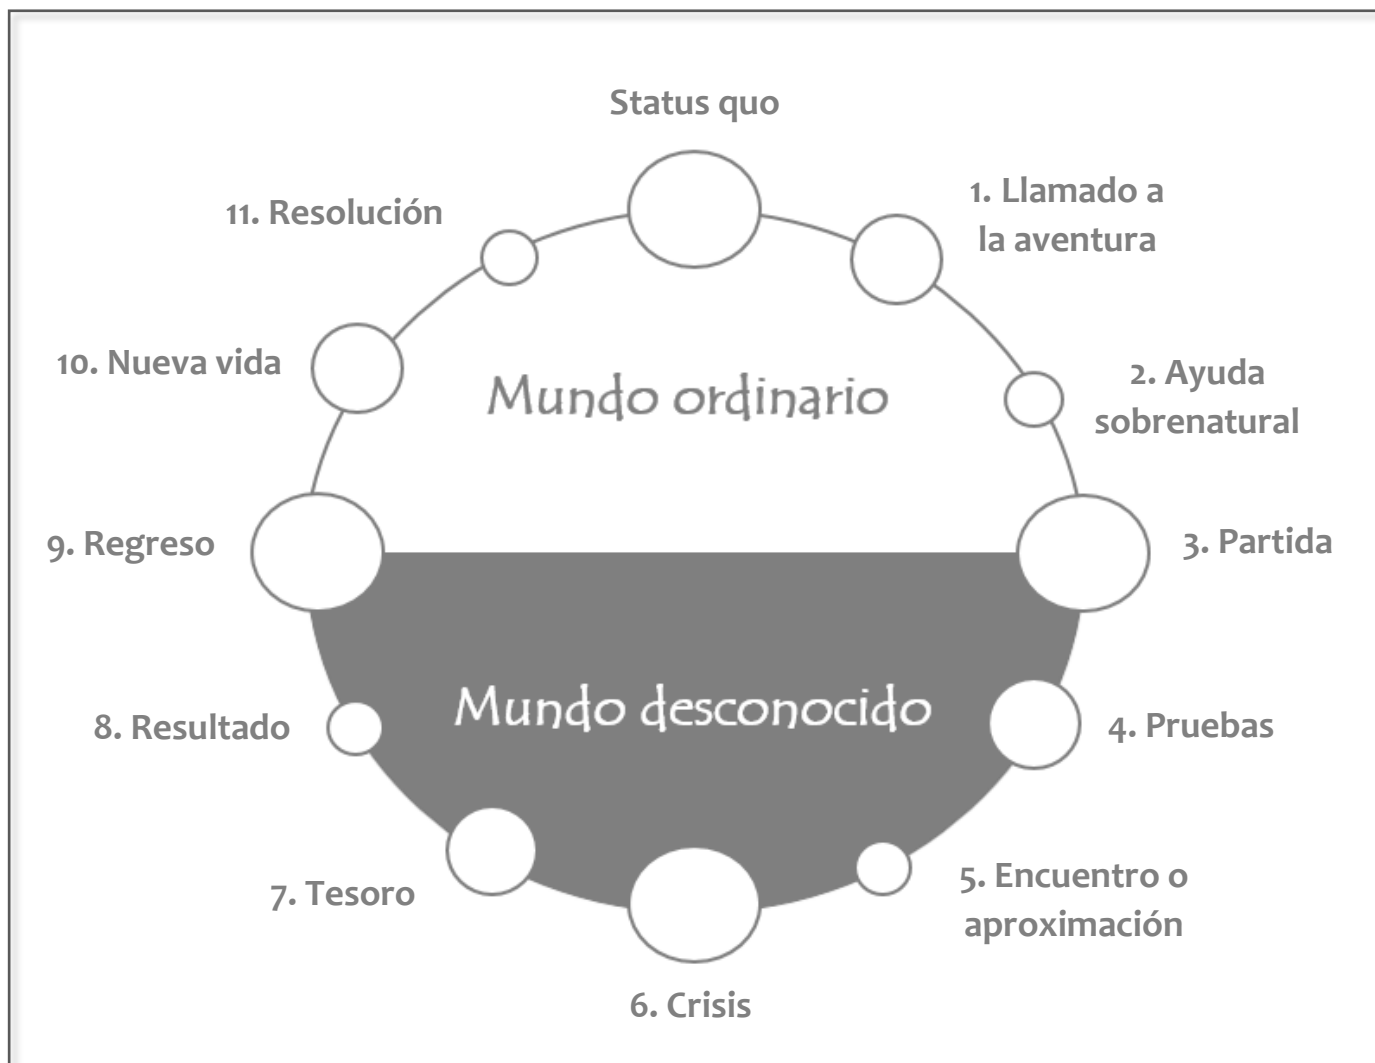 Status quo
1. Llamado a
la aventura
2. Ayuda
sobrenatural
3. Partida
4. Pruebas
5. Encuentro o
aproximación
6. Crisis
7. Tesoro
8. Resultado
9. Regreso
10. Nueva vida
11. Resolución
Mundo ordinario
Mundo desconocido